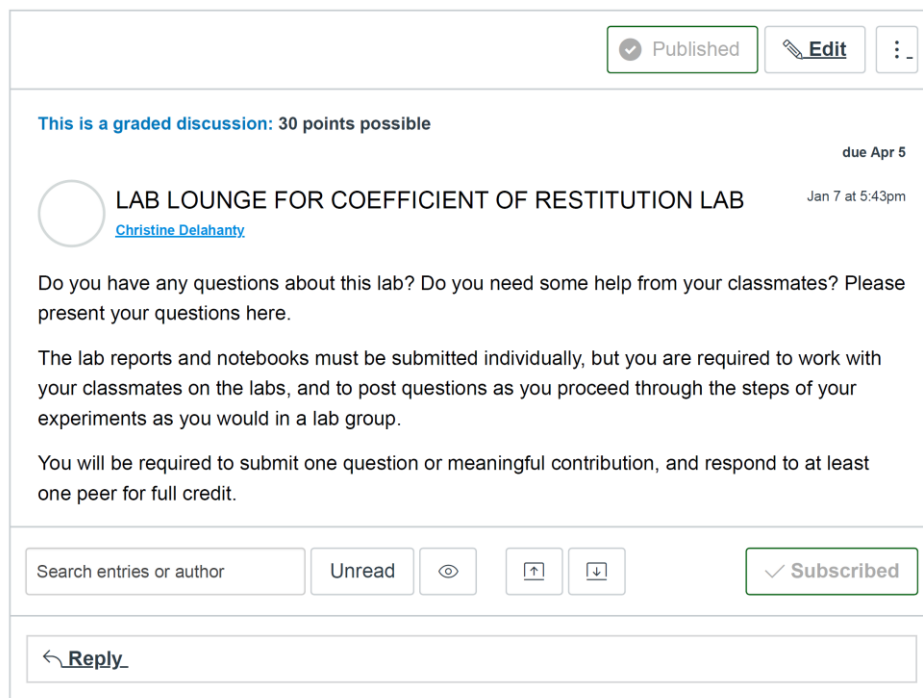 Published
Edit
This is a graded discussion: 30 points possible
due Apr 5
LAB LOUNGE FOR COEFFICIENT OF RESTITUTION LAB
Jan 7 at 5:43pm
Christine Delahanty
Do you have any questions about this lab? Do you need some help from your classmates? Please
present your questions here.
The lab reports and notebooks must be submitted individually, but you are required to work with
your classmates on the labs, and to post questions as you proceed through the steps of your
experiments as you would in a lab group.
You will be required to submit one question or meaningful contribution, and respond to at least
one peer for full credit.
Search entries or author
Unread
Subscribed
Reply